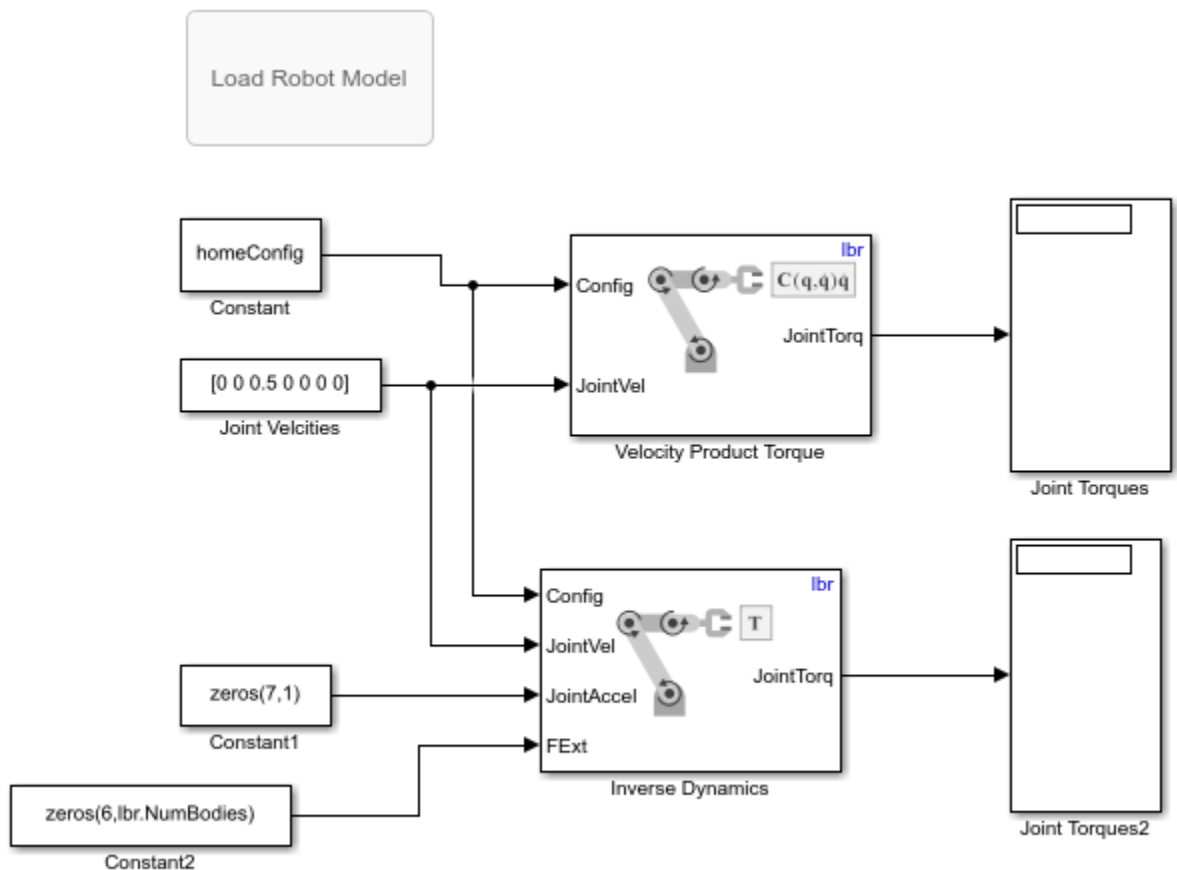 Load Robot Model
homeConfig
Constant
[0 0 0.5 0 0 0 0]
Joint Velcities
lbr
Config
C(q,q̇)q̇
JointTorq
JointVel
Velocity Product Torque
Joint Torques
lbr
Config
T
JointVel
JointTorq
JointAccel
FExt
Inverse Dynamics
zeros(7,1)
Constant1
zeros(6,lbr.NumBodies)
Constant2
Joint Torques2